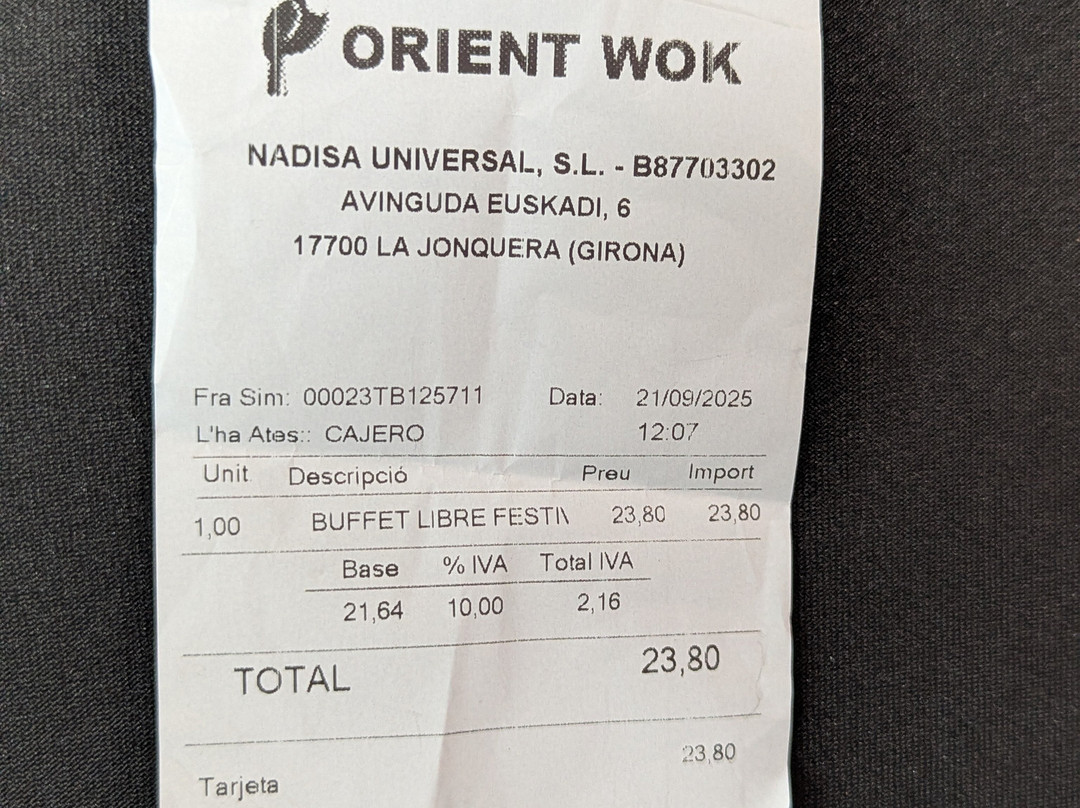 ORIENT WOK
NADISA UNIVERSAL, S.L. - B87703302
AVINGUDA EUSKADI, 6
17700 LA JONQUERA (GIRONA)
Fra Sim: 00023TB125711 Data: 21/09/2025
L'ha Ates:: CAJERO 12:07
Unit Descripció Preu Import
1,00 BUFFET LIBRE FESTIV 23,80 23,80
Base % IVA Total IVA
21,64 10,00 2,16
TOTAL 23,80
Tarjeta 23,80